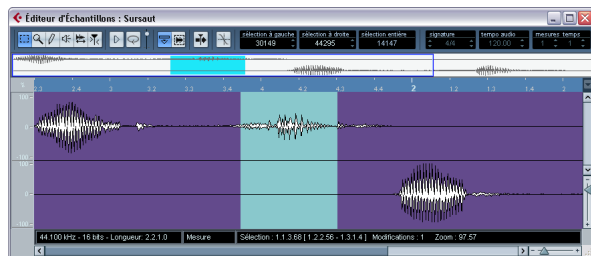 Éditeur d'Échantillons : Sursaut
sélection à gauche sélection à droite sélection entière signature tempo audio mesures temps
30149 44295 14147 4/4 120.00 1 1
2.3 2.4 3 3.2 3.3 3.4 4 4.2 4.3 4.4 2 1.2 1.3 1.4 2
100
0
-100
100
0
-100
44.100 kHz - 16 bits - Longueur: 2.2.1.0 Mesure Sélection : 1.1.3.68 [ 1.2.2.56 - 1.3.1.4 ] Modifications : 1 Zoom : 97.57